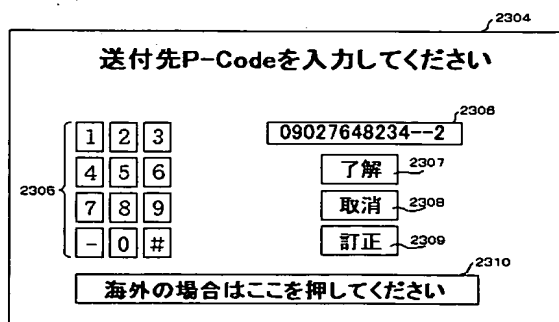 2304
送付先P-Codeを入力してください
2306
09027648234--2
1 2 3
了解 2307
4 5 6
2305
取消 2308
7 8 9
訂正 2309
- 0 #
2310
海外の場合はここを押してください